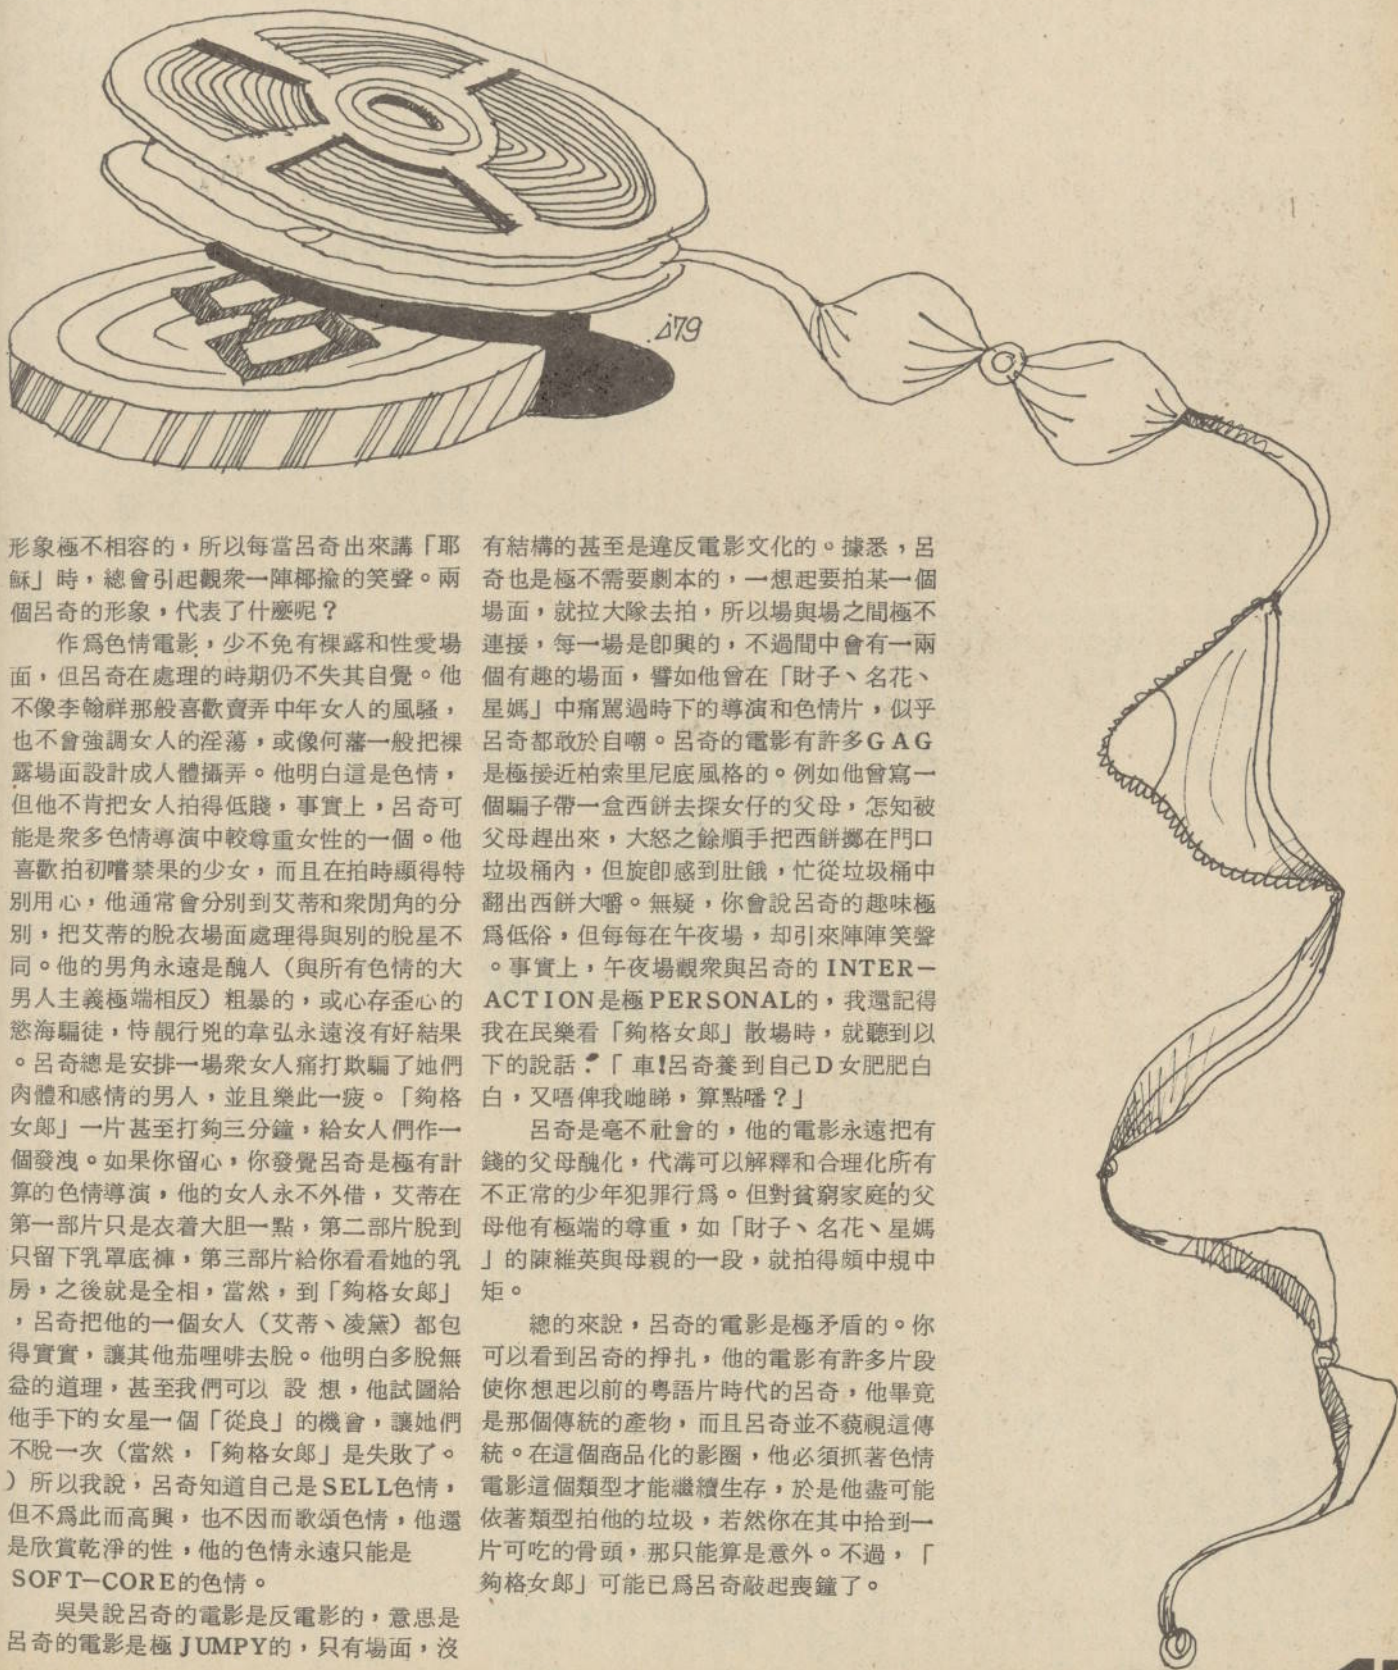 形象極不相容的，所以每當呂奇出來講「耶
穌」時，總會引起觀衆一陣椰揄的笑聲。兩
個呂奇的形象，代表了什麼呢？
作爲色情電影，少不免有裸露和性愛場
面，但呂奇在處理的時期仍不失其自覺。他
不像李翰祥那般喜歡賣弄中年女人的風騷，
也不會強調女人的淫蕩，或像何藩一般把裸
露場面設計成人體攝弄。他明白這是色情，
但他不肯把女人拍得低賤，事實上，呂奇可
能是衆多色情導演中較尊重女性的一個。他
喜歡拍初嚐禁果的少女，而且在拍時顯得特
別用心，他通常會分別到艾蒂和衆閒角的分
別，把艾蒂的脫衣場面處理得與別的脫星不
同。他的男角永遠是醜人（與所有色情的大
男人主義極端相反）粗暴的，或心存歪心的
慾海騙徒，恃靚行兇的韋弘永遠沒有好結果
。呂奇總是安排一場衆女人痛打欺騙了她們
肉體和感情的男人，並且樂此一疲。「夠格
女郎」一片甚至打夠三分鐘，給女人們作一
個發洩。如果你留心，你發覺呂奇是極有計
算的色情導演，他的女人永不外借，艾蒂在
第一部片只是衣着大胆一點，第二部片脫到
只留下乳罩底褲，第三部片給你看看她的乳
房，之後就是全相，當然，到「夠格女郎」
，呂奇把他的一個女人（艾蒂、凌黛）都包
得實實，讓其他茄哩啡去脫。他明白多脫無
益的道理，甚至我們可以 設 想，他試圖給
他手下的女星一個「從良」的機會，讓她們
不脫一次（當然，「夠格女郎」是失敗了。
）所以我說，呂奇知道自己是SELL色情，
但不爲此而高興，也不因而歌頌色情，他還
是欣賞乾淨的性，他的色情永遠只能是
SOFT—CORE的色情。
吳昊說呂奇的電影是反電影的，意思是
呂奇的電影是極JUMPY的，只有場面，沒
有結構的甚至是違反電影文化的。據悉，呂
奇也是極不需要劇本的，一想起要拍某一個
場面，就拉大隊去拍，所以場與場之間極不
連接，每一場是即興的，不過間中會有一兩
個有趣的場面，譬如他曾在「財子、名花、
星媽」中痛駡過時下的導演和色情片，似乎
呂奇都敢於自嘲。呂奇的電影有許多GAG
是極接近柏索里尼底風格的。例如他曾寫一
個騙子帶一盒西餅去探女仔的父母，怎知被
父母趕出來，大怒之餘順手把西餅擲在門口
垃圾桶內，但旋即感到肚餓，忙從垃圾桶中
翻出西餅大嚼。無疑，你會說呂奇的趣味極
爲低俗，但每每在午夜場，却引來陣陣笑聲
。事實上，午夜場觀衆與呂奇的 INTER—
ACTION是極PERSONAL的，我還記得
我在民樂看「夠格女郎」散場時，就聽到以
下的說話：「車!呂奇養到自己D女肥肥白
白，又唔俾我哋睇，算點噃？」
呂奇是毫不社會的，他的電影永遠把有
錢的父母醜化，代溝可以解釋和合理化所有
不正常的少年犯罪行爲。但對貧窮家庭的父
母他有極端的尊重，如「財子、名花、星媽
」的陳維英與母親的一段，就拍得頗中規中
矩。
總的來說，呂奇的電影是極矛盾的。你
可以看到呂奇的掙扎，他的電影有許多片段
使你想起以前的粵語片時代的呂奇，他畢竟
是那個傳統的產物，而且呂奇並不藐視這傳
統。在這個商品化的影圈，他必須抓著色情
電影這個類型才能繼續生存，於是他盡可能
依著類型拍他的垃圾，若然你在其中拾到一
片可吃的骨頭，那只能算是意外。不過，「
夠格女郎」可能已爲呂奇敲起喪鐘了。